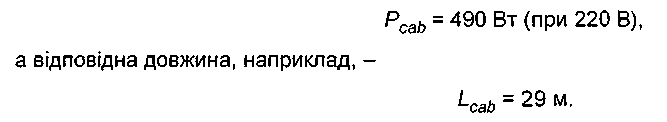 P_cab = 490 Вт (при 220 В),
а відповідна довжина, наприклад, –
L_cab = 29 м.